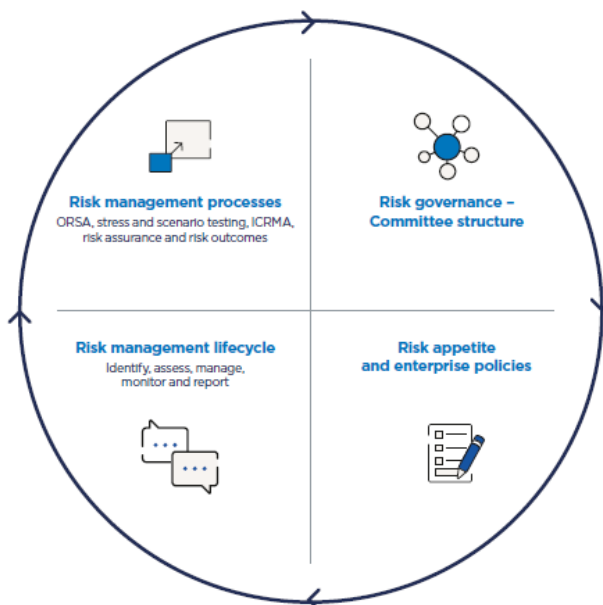 Risk management processes
ORSA, stress and scenario testing, ICRMA,
risk assurance and risk outcomes
Risk governance –
Committee structure
Risk management lifecycle
Identify, assess, manage,
monitor and report
Risk appetite
and enterprise policies